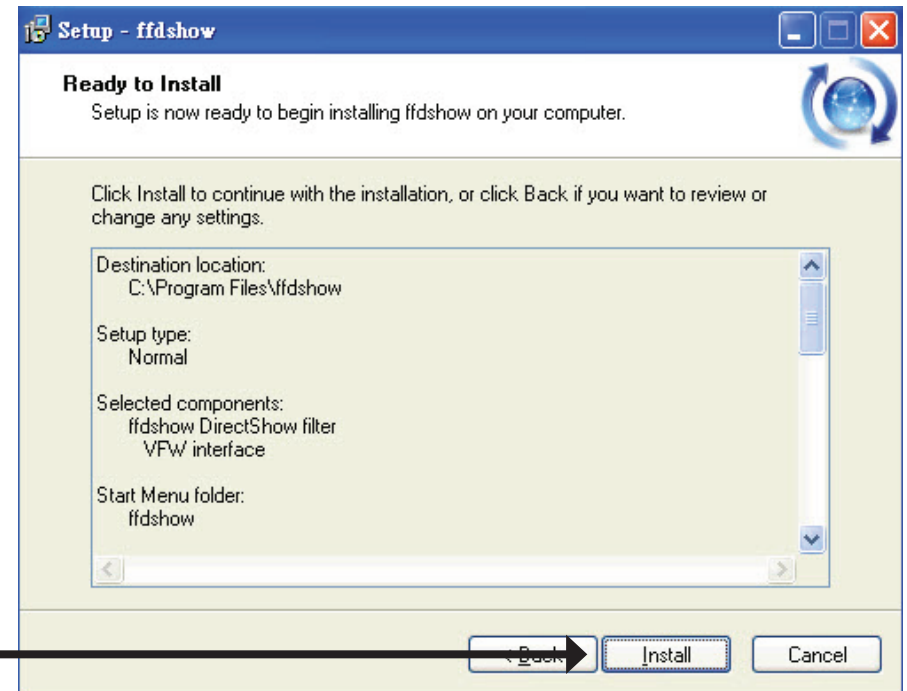 Setup - ffdshow
Ready to Install
Setup is now ready to begin installing ffdshow on your computer.
Click Install to continue with the installation, or click Back if you want to review or
change any settings.
Destination location:
C:\Program Files\ffdshow
Setup type:
Normal
Selected components:
ffdshow DirectShow filter
VFW interface
Start Menu folder:
ffdshow
< Back
Install
Cancel